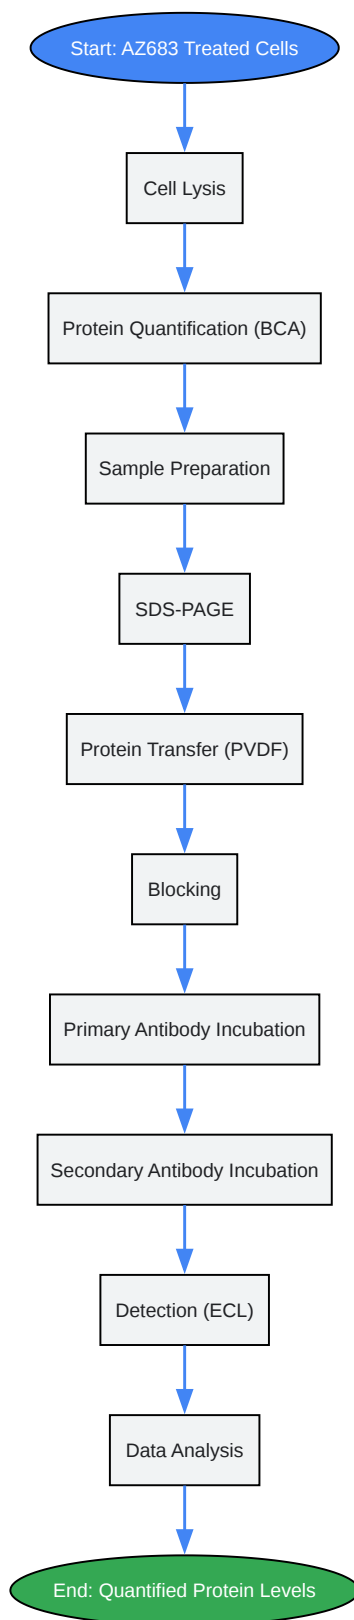 Start: AZ683 Treated Cells
Cell Lysis
Protein Quantification (BCA)
Sample Preparation
SDS-PAGE
Protein Transfer (PVDF)
Blocking
Primary Antibody Incubation
Secondary Antibody Incubation
Detection (ECL)
Data Analysis
End: Quantified Protein Levels